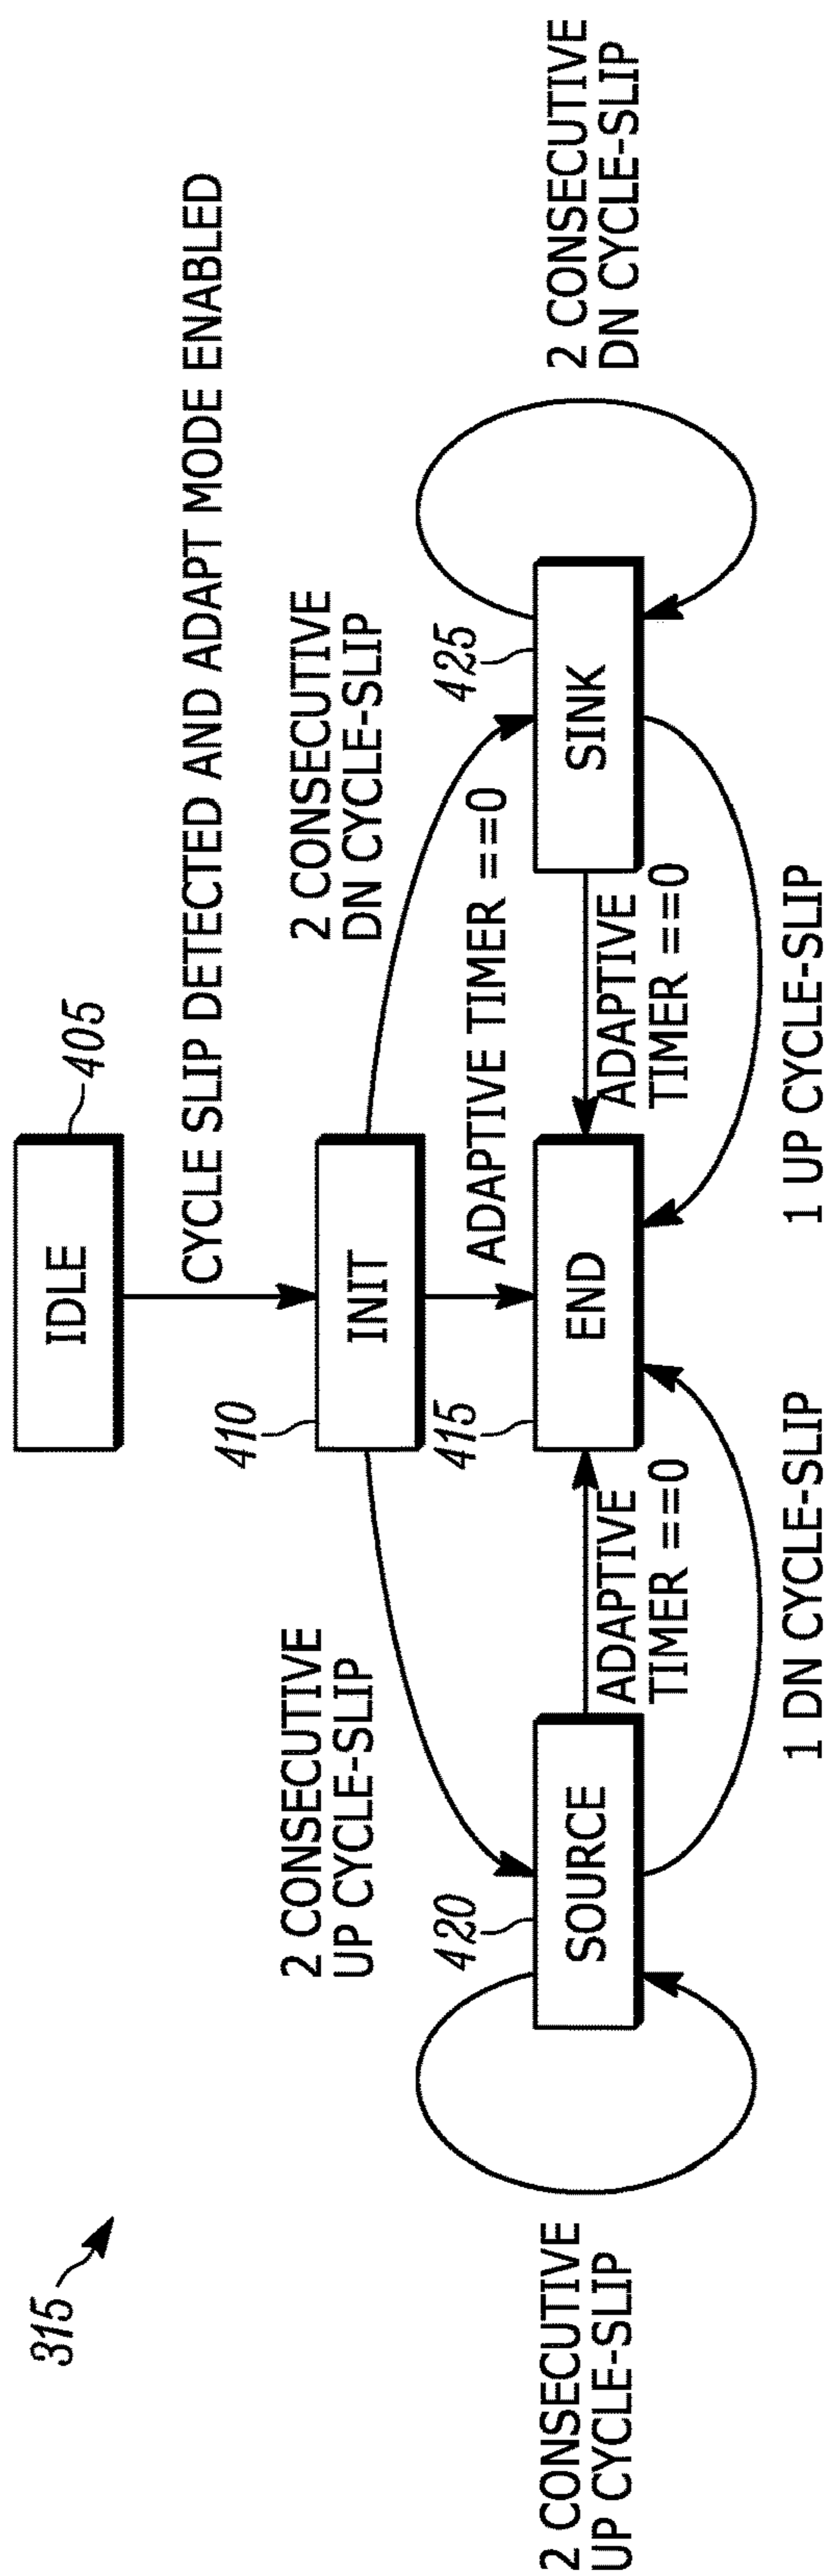 315
IDLE
405
CYCLE SLIP DETECTED AND ADAPT MODE ENABLED
410
INIT
2 CONSECUTIVE
UP CYCLE-SLIP
2 CONSECUTIVE
DN CYCLE-SLIP
ADAPTIVE TIMER ==0
2 CONSECUTIVE
UP CYCLE-SLIP
420
SOURCE
ADAPTIVE
TIMER ==0
415
END
ADAPTIVE
TIMER ==0
425
SINK
2 CONSECUTIVE
DN CYCLE-SLIP
1 DN CYCLE-SLIP
1 UP CYCLE-SLIP